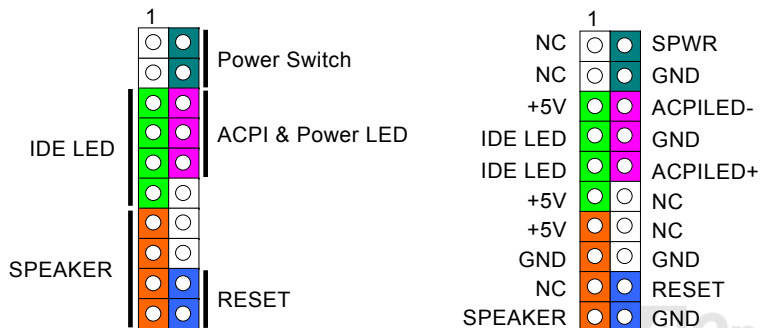 1
Power Switch
IDE LED
ACPI & Power LED
SPEAKER
RESET
1
NC SPWR
NC GND
+5V ACPILED-
IDE LED GND
IDE LED ACPILED+
+5V NC
+5V NC
GND GND
NC RESET
SPEAKER GND